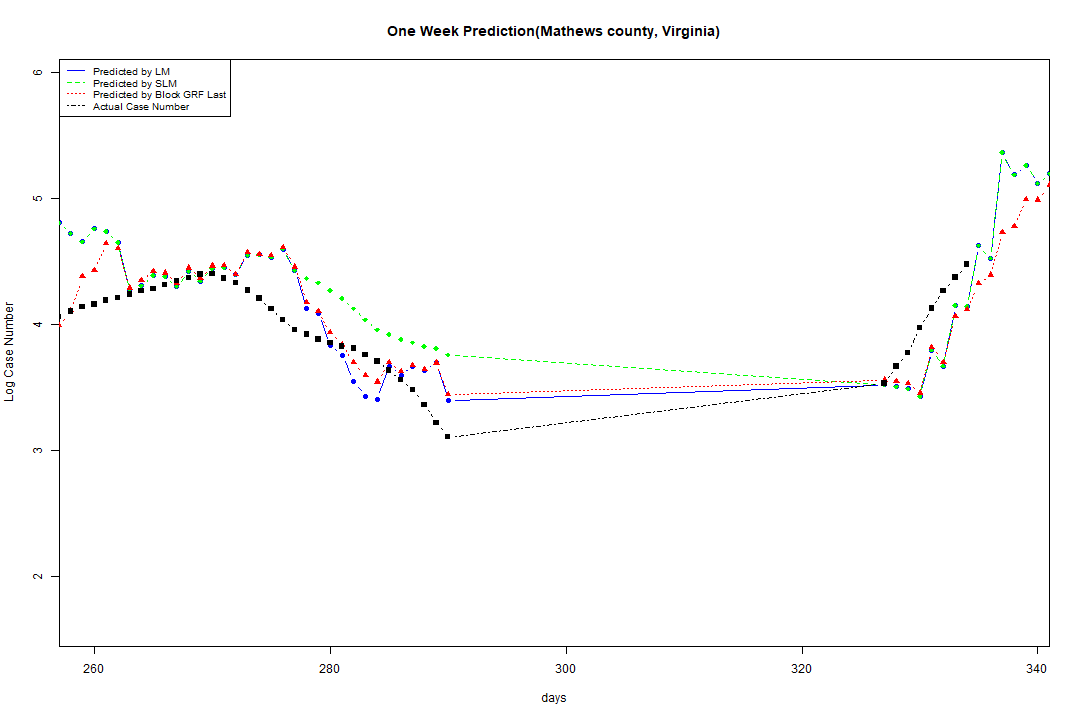 One Week Prediction(Mathews county, Virginia)
Predicted by LM
Predicted by SLM
Predicted by Block GRF Last
Actual Case Number
6
5
4
3
2
Log Case Number
260 280 300 320 340
days